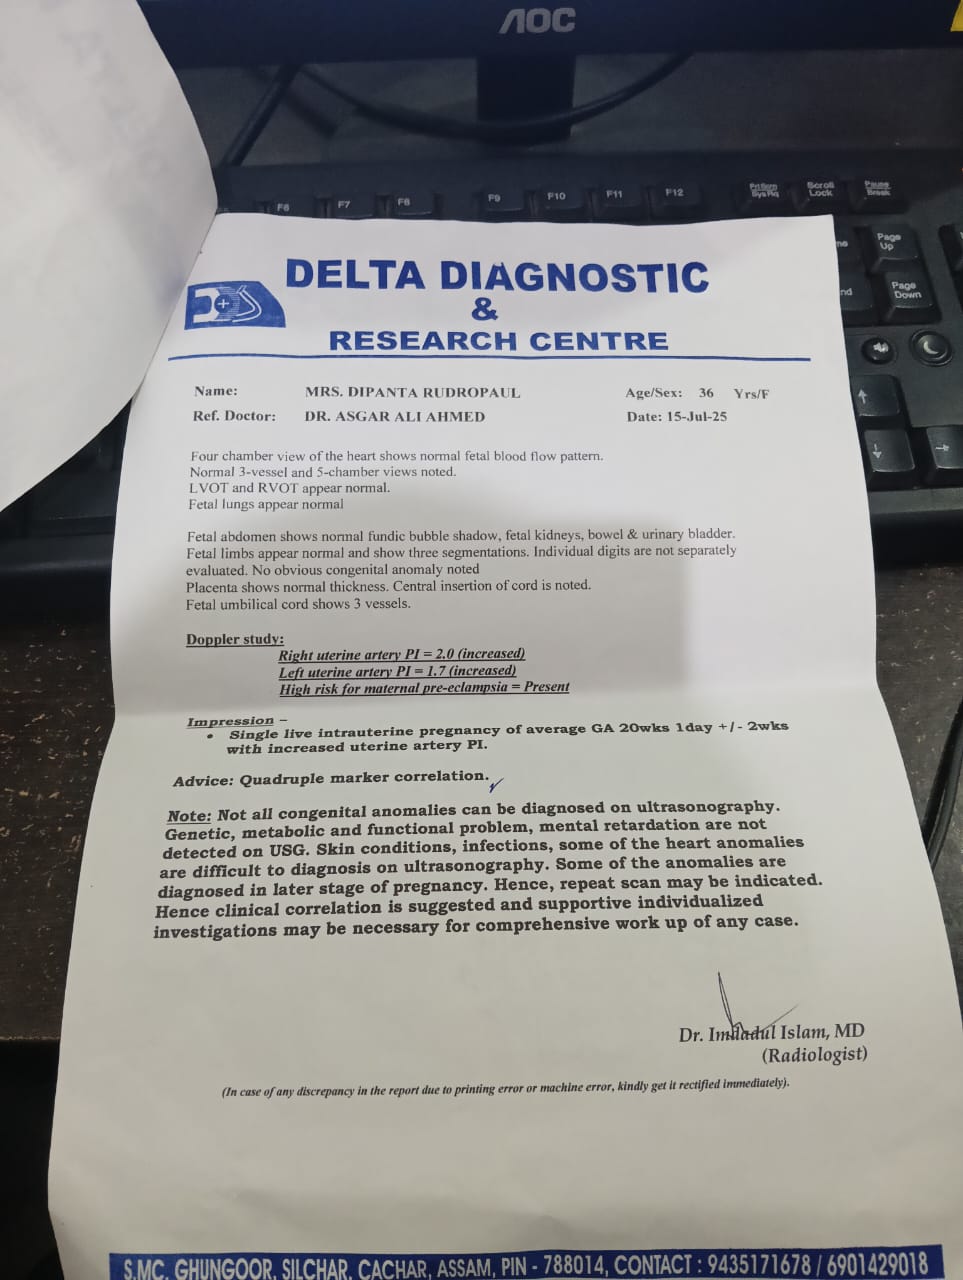 AOC
F6 F7 F8 F9 F10 F11 F12 PrtScrn SysRq Scroll Lock Pause Break
Page Up
Page Down
DELTA DIAGNOSTIC
&
RESEARCH CENTRE
Name: MRS. DIPANTA RUDROPAUL Age/Sex: 36 Yrs/F
Ref. Doctor: DR. ASGAR ALI AHMED Date: 15-Jul-25
Four chamber view of the heart shows normal fetal blood flow pattern.
Normal 3-vessel and 5-chamber views noted.
LVOT and RVOT appear normal.
Fetal lungs appear normal
Fetal abdomen shows normal fundic bubble shadow, fetal kidneys, bowel & urinary bladder.
Fetal limbs appear normal and show three segmentations. Individual digits are not separately
evaluated. No obvious congenital anomaly noted
Placenta shows normal thickness. Central insertion of cord is noted.
Fetal umbilical cord shows 3 vessels.
Doppler study:
Right uterine artery PI = 2.0 (increased)
Left uterine artery PI = 1.7 (increased)
High risk for maternal pre-eclampsia = Present
Impression –
• Single live intrauterine pregnancy of average GA 20wks 1day +/- 2wks
with increased uterine artery PI.
Advice: Quadruple marker correlation.
Note: Not all congenital anomalies can be diagnosed on ultrasonography.
Genetic, metabolic and functional problem, mental retardation are not
detected on USG. Skin conditions, infections, some of the heart anomalies
are difficult to diagnosis on ultrasonography. Some of the anomalies are
diagnosed in later stage of pregnancy. Hence, repeat scan may be indicated.
Hence clinical correlation is suggested and supportive individualized
investigations may be necessary for comprehensive work up of any case.
Dr. Imdadul Islam, MD
(Radiologist)
(In case of any discrepancy in the report due to printing error or machine error, kindly get it rectified immediately).
S.MC. GHUNGOOR, SILCHAR, CACHAR, ASSAM, PIN - 788014, CONTACT : 9435171678 / 6901429018